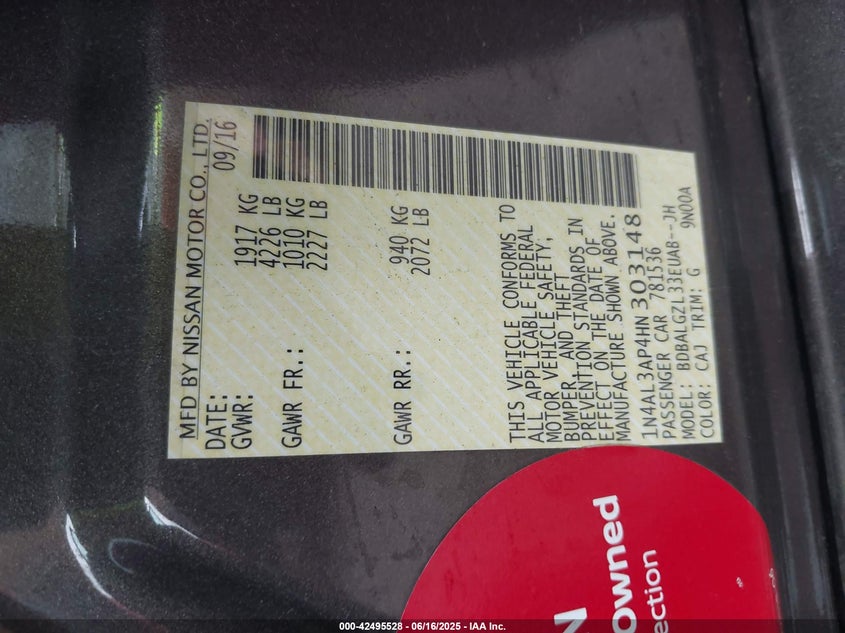 MFD BY NISSAN MOTOR CO., LTD.
DATE: 09/16
GVWR: 1917 KG
4226 LB
GAWR FR.: 1010 KG
2227 LB
GAWR RR.: 940 KG
2072 LB
THIS VEHICLE CONFORMS TO
ALL APPLICABLE FEDERAL
MOTOR VEHICLE SAFETY,
BUMPER, AND THEFT
PREVENTION STANDARDS IN
EFFECT ON THE DATE OF
MANUFACTURE SHOWN ABOVE.
1N4AL3AP4HN303148
PASSENGER CAR 781536
MODEL: BDBALGZL33EUAB--JH
COLOR: CAJ TRIM: G 9N00A
N
owned
ection
000-42495528 - 06/16/2025 - IAA Inc.